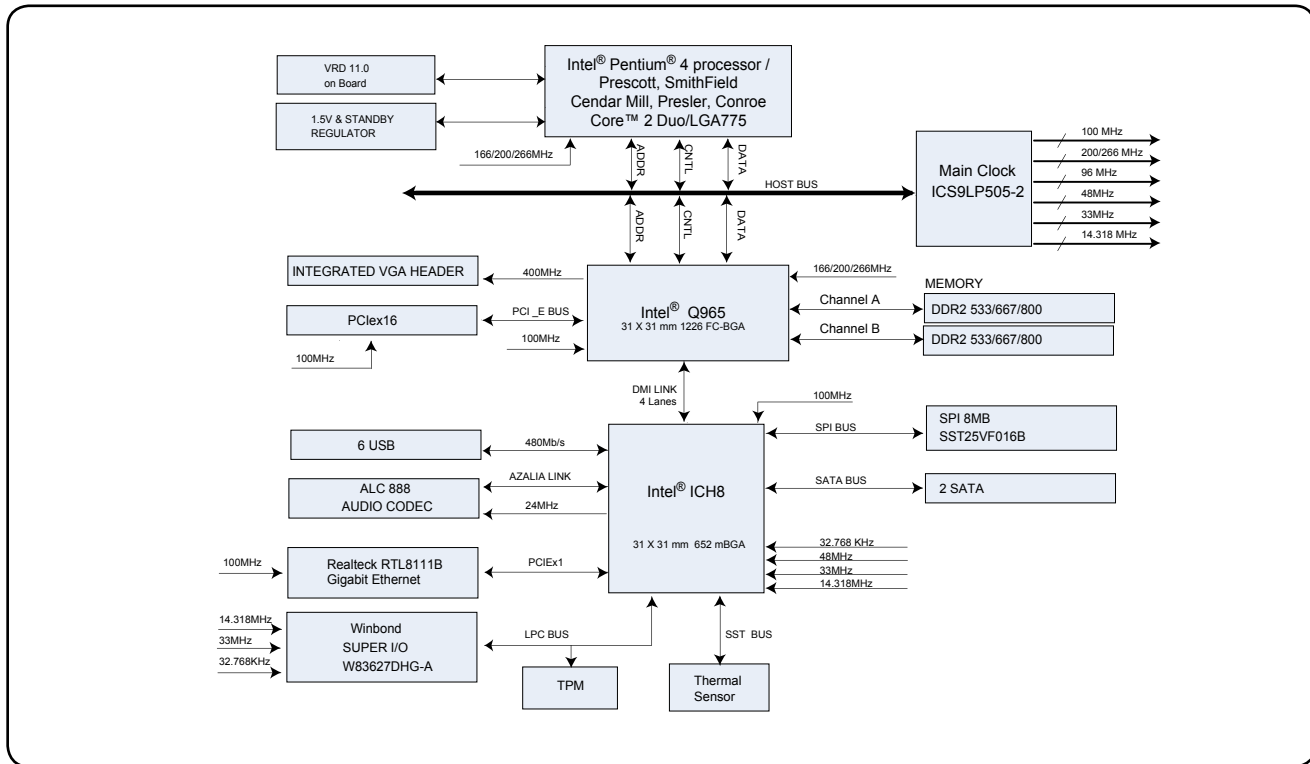 VRD 11.0
on Board
1.5V & STANDBY
REGULATOR
Intel® Pentium® 4 processor /
Prescott, SmithField
Cendar Mill, Presler, Conroe
Core™ 2 Duo/LGA775
166/200/266MHz
ADDR
CNTL
DATA
HOST BUS
Main Clock
ICS9LP505-2
100 MHz
200/266 MHz
96 MHz
48MHz
33MHz
14.318 MHz
ADDR
CNTL
DATA
INTEGRATED VGA HEADER
400MHz
PCIex16
PCI _E BUS
100MHz
100MHz
Intel® Q965
31 X 31 mm 1226 FC-BGA
166/200/266MHz
Channel A
Channel B
MEMORY
DDR2 533/667/800
DDR2 533/667/800
DMI LINK
4 Lanes
100MHz
6 USB
480Mb/s
ALC 888
AUDIO CODEC
AZALIA LINK
24MHz
Intel® ICH8
31 X 31 mm 652 mBGA
SPI BUS
SPI 8MB
SST25VF016B
SATA BUS
2 SATA
32.768 KHz
48MHz
33MHz
14.318MHz
100MHz
Realteck RTL8111B
Gigabit Ethernet
PCIEx1
14.318MHz
33MHz
32.768KHz
Winbond
SUPER I/O
W83627DHG-A
LPC BUS
TPM
SST BUS
Thermal
Sensor